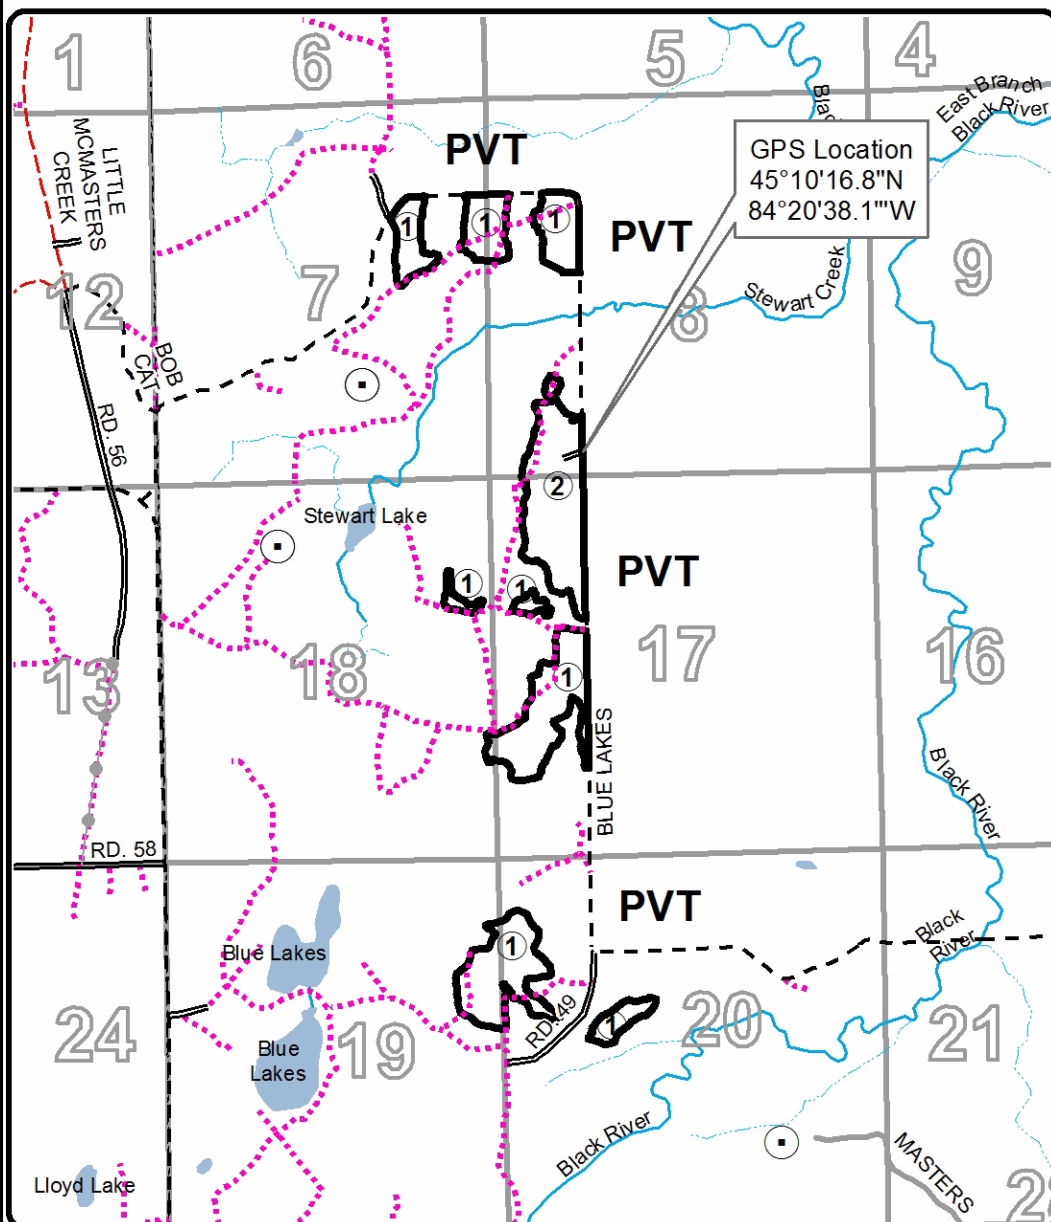 1
6
5
4
East Branch
Black River
LITTLE
MCMASTERS
CREEK
PVT
GPS Location
45°10'16.8"N
84°20'38.1'"W
1
1
1
PVT
9
7
12
8
Stewart Creek
BOB
CAT
RD. 56
2
Stewart Lake
1
1
PVT
13
18
1
17
16
BLUE LAKES
Black River
RD. 58
PVT
Black
River
1
Blue Lakes
24
19
Blue
Lakes
RD. 49
1
20
21
Black River
MASTERS
Lloyd Lake